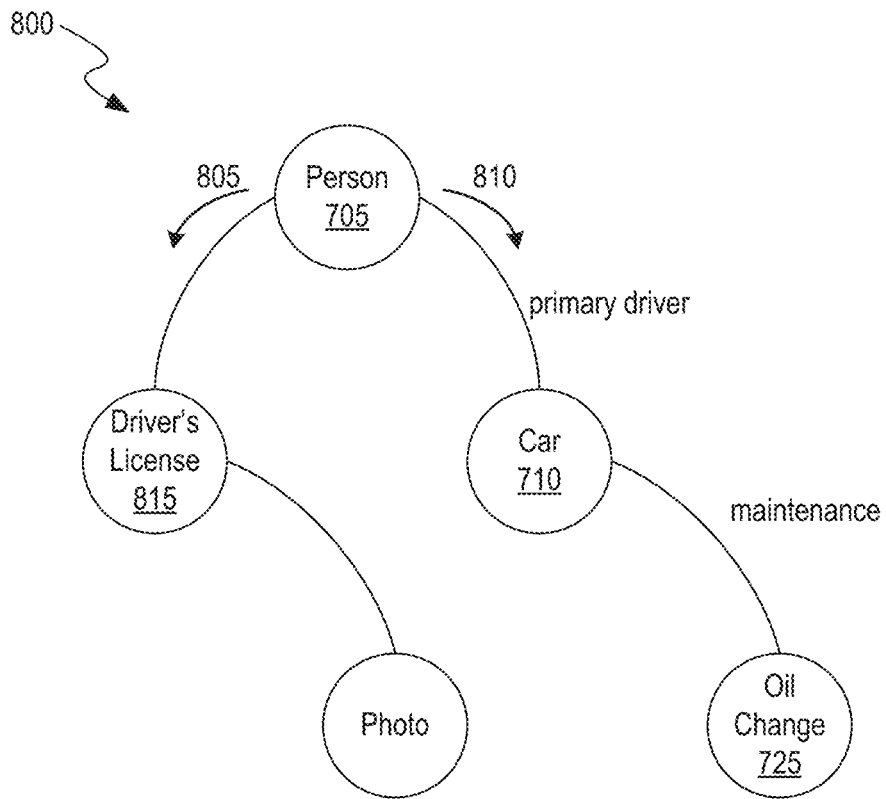 800
805
Person
705
810
primary driver
Driver's
License
815
Car
710
maintenance
Photo
Oil
Change
725